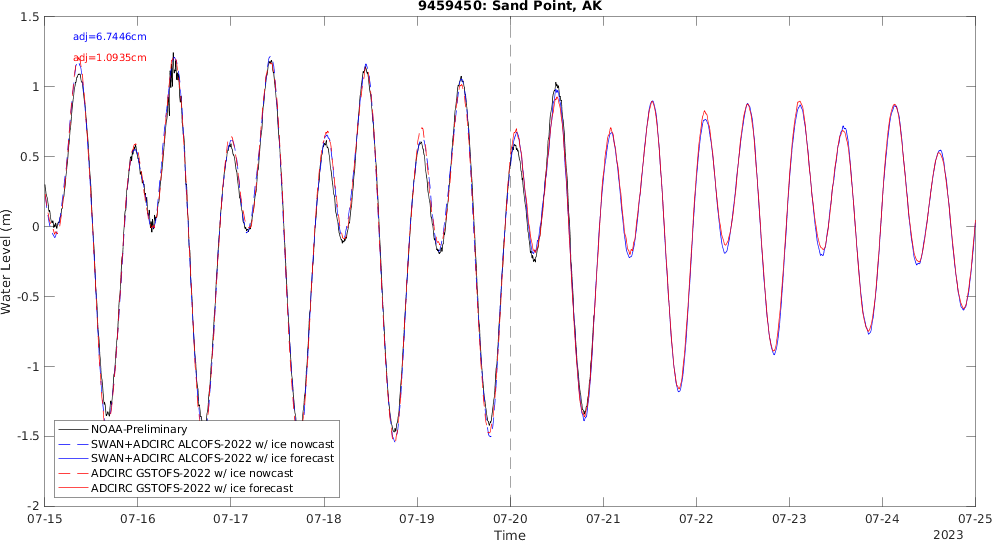 9459450: Sand Point, AK
adj=6.7446cm
adj=1.0935cm
1.5
1
0.5
0
-0.5
-1
-1.5
-2
Water Level (m)
NOAA-Preliminary
SWAN+ADCIRC ALCOFS-2022 w/ ice nowcast
SWAN+ADCIRC ALCOFS-2022 w/ ice forecast
ADCIRC GSTOFS-2022 w/ ice nowcast
ADCIRC GSTOFS-2022 w/ ice forecast
07-15 07-16 07-17 07-18 07-19 07-20 07-21 07-22 07-23 07-24 07-25
Time
2023